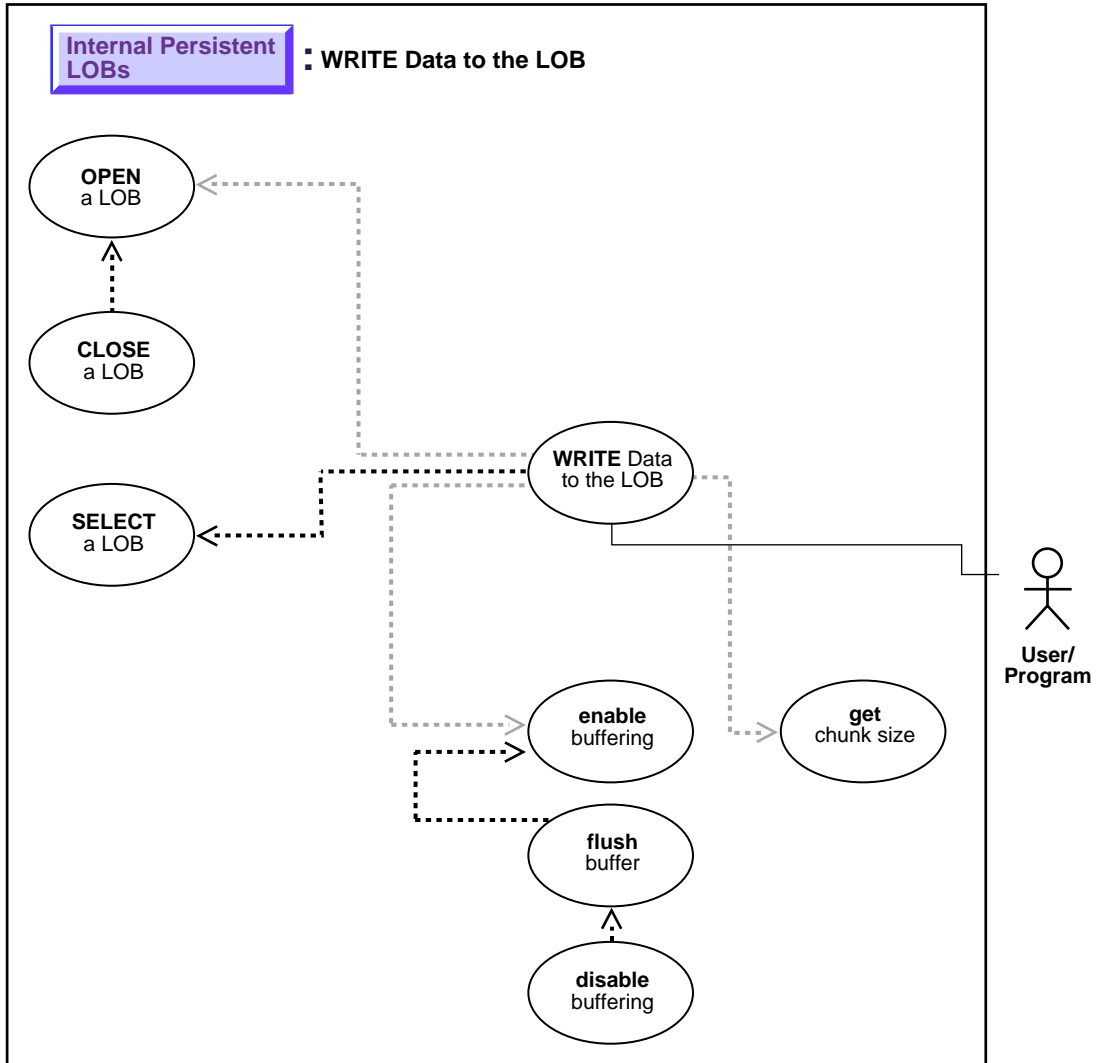 Internal Persistent
LOBs
: WRITE Data to the LOB
OPEN
a LOB
CLOSE
a LOB
WRITE Data
to the LOB
SELECT
a LOB
User/
Program
enable
buffering
get
chunk size
flush
buffer
disable
buffering